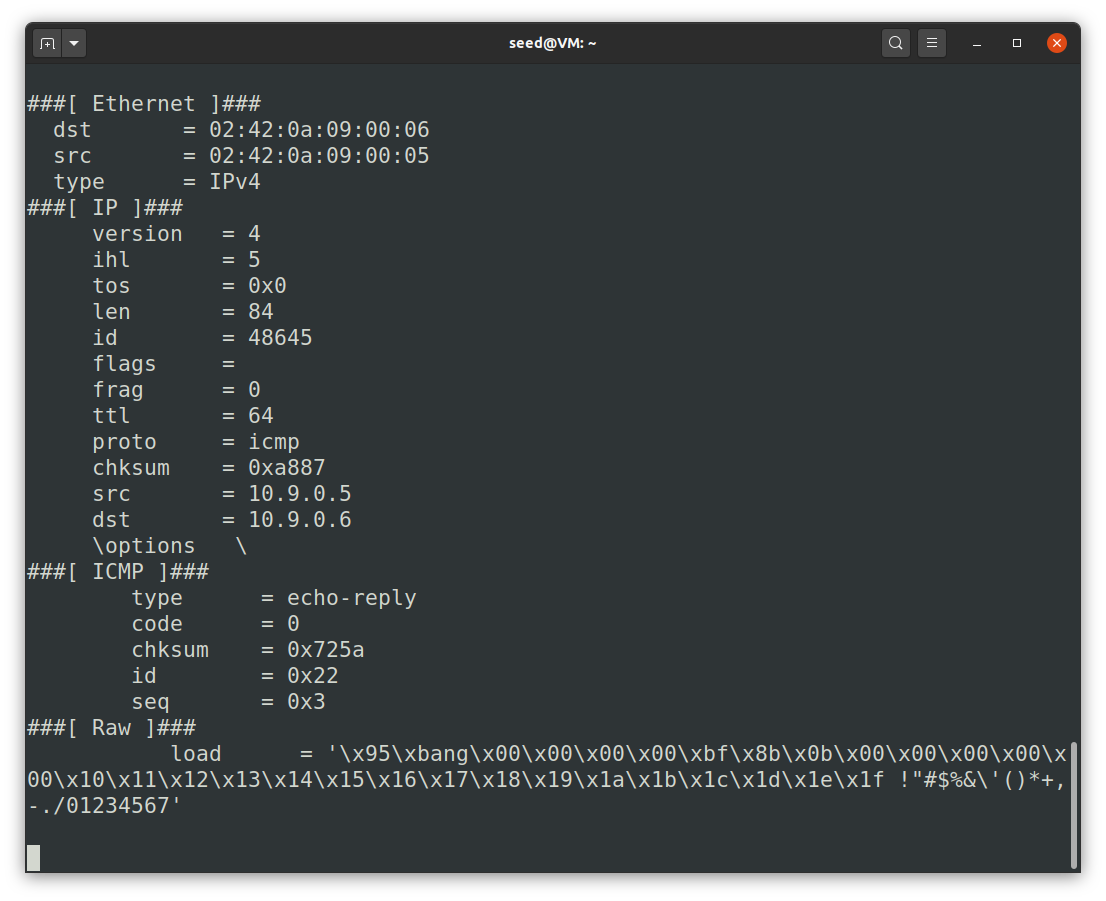 seed@VM: ~
###[ Ethernet ]###
  dst       = 02:42:0a:09:00:06
  src       = 02:42:0a:09:00:05
  type      = IPv4
###[ IP ]###
     version   = 4
     ihl       = 5
     tos       = 0x0
     len       = 84
     id        = 48645
     flags     =
     frag      = 0
     ttl       = 64
     proto     = icmp
     chksum    = 0xa887
     src       = 10.9.0.5
     dst       = 10.9.0.6
     \options   \
###[ ICMP ]###
        type      = echo-reply
        code      = 0
        chksum    = 0x725a
        id        = 0x22
        seq       = 0x3
###[ Raw ]###
           load      = '\x95\xbang\x00\x00\x00\x00\xbf\x8b\x0b\x00\x00\x00\x00\x
00\x10\x11\x12\x13\x14\x15\x16\x17\x18\x19\x1a\x1b\x1c\x1d\x1e\x1f !"#$%&\'()*+,
-./01234567'